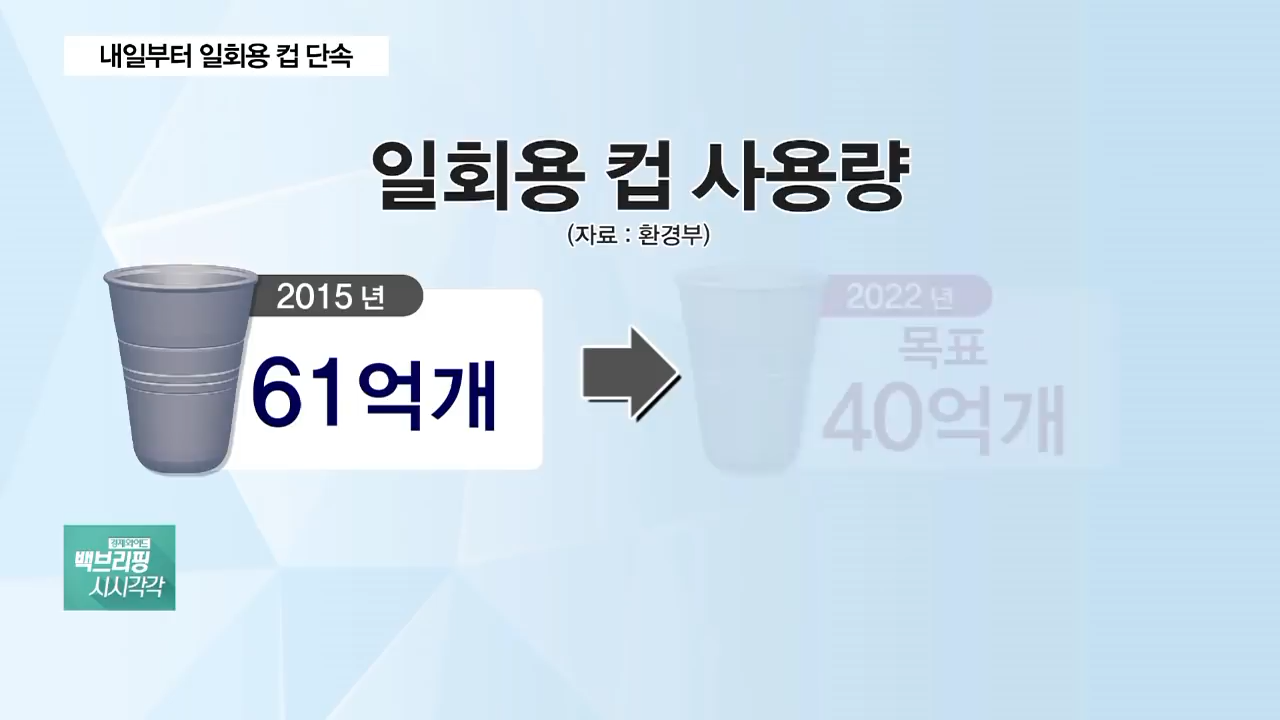 내일부터 일회용 컵 단속
일회용 컵 사용량
(자료 : 환경부)
2015 년
61억개
2022 년
목표
40억개
경제와이드
백브리핑
시시각각